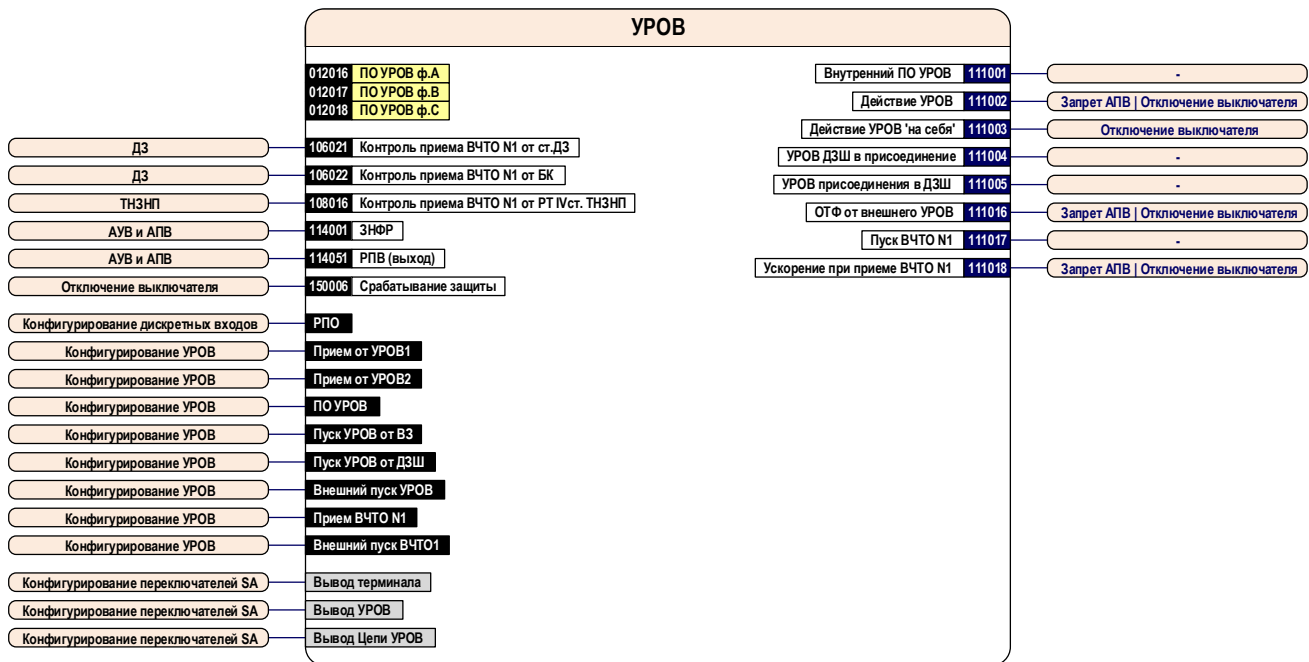 УРОВ
012016 ПО УРОВ ф.А
012017 ПО УРОВ ф.В
012018 ПО УРОВ ф.С
ДЗ 106021 Контроль приема ВЧТО N1 от ст.ДЗ
ДЗ 106022 Контроль приема ВЧТО N1 от БК
ТНЗНП 108016 Контроль приема ВЧТО N1 от РТ IVст. ТНЗНП
АУВ и АПВ 114001 ЗНФР
АУВ и АПВ 114051 РПВ (выход)
Отключение выключателя 150006 Срабатывание защиты
Конфигурирование дискретных входов РПО
Конфигурирование УРОВ Прием от УРОВ1
Конфигурирование УРОВ Прием от УРОВ2
Конфигурирование УРОВ ПО УРОВ
Конфигурирование УРОВ Пуск УРОВ от ВЗ
Конфигурирование УРОВ Пуск УРОВ от ДЗШ
Конфигурирование УРОВ Внешний пуск УРОВ
Конфигурирование УРОВ Прием ВЧТО N1
Конфигурирование УРОВ Внешний пуск ВЧТО1
Конфигурирование переключателей SA Вывод терминала
Конфигурирование переключателей SA Вывод УРОВ
Конфигурирование переключателей SA Вывод Цепи УРОВ
Внутренний ПО УРОВ 111001 -
Действие УРОВ 111002 Запрет АПВ | Отключение выключателя
Действие УРОВ 'на себя' 111003 Отключение выключателя
УРОВ ДЗШ в присоединение 111004 -
УРОВ присоединения в ДЗШ 111005 -
ОТФ от внешнего УРОВ 111016 Запрет АПВ | Отключение выключателя
Пуск ВЧТО N1 111017 -
Ускорение при приеме ВЧТО N1 111018 Запрет АПВ | Отключение выключателя